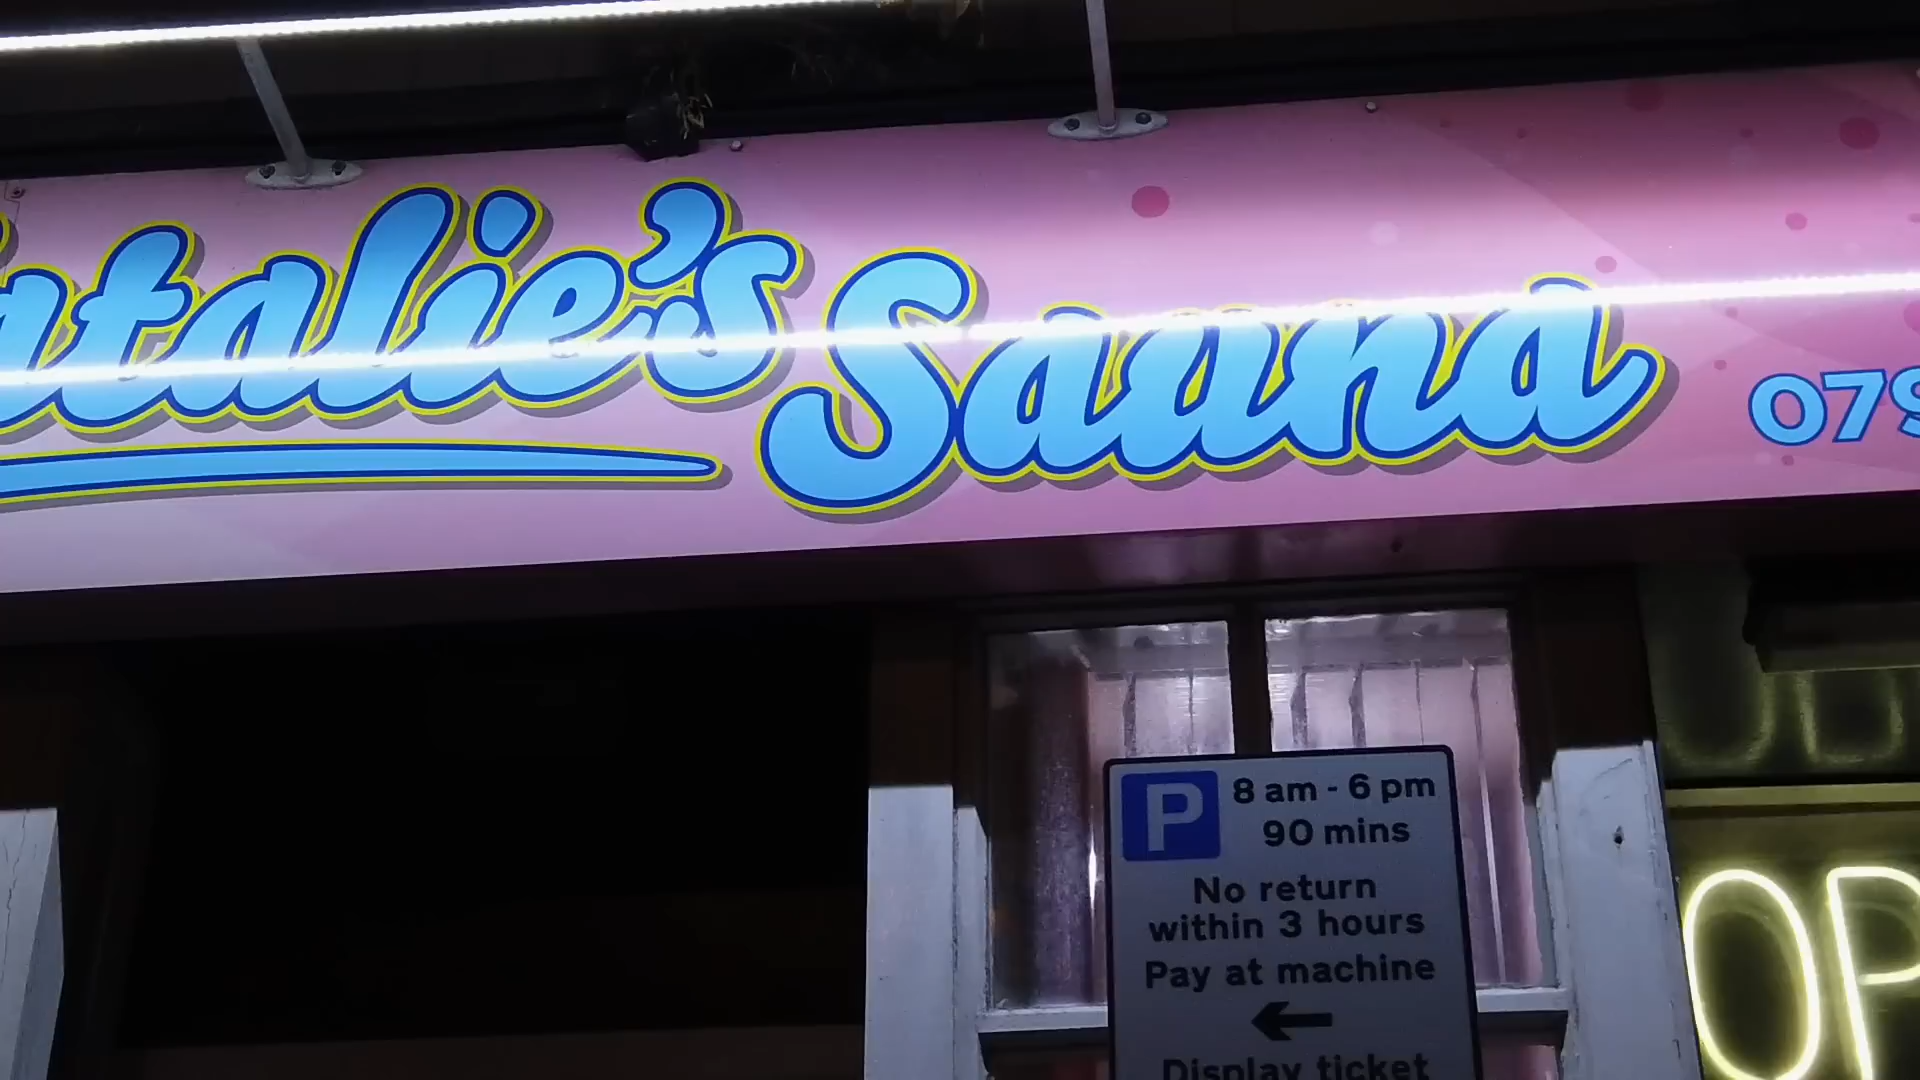 atalie's Sauna
079
P 8 am - 6 pm
90 mins
No return
within 3 hours
Pay at machine
←
Display ticket
OP